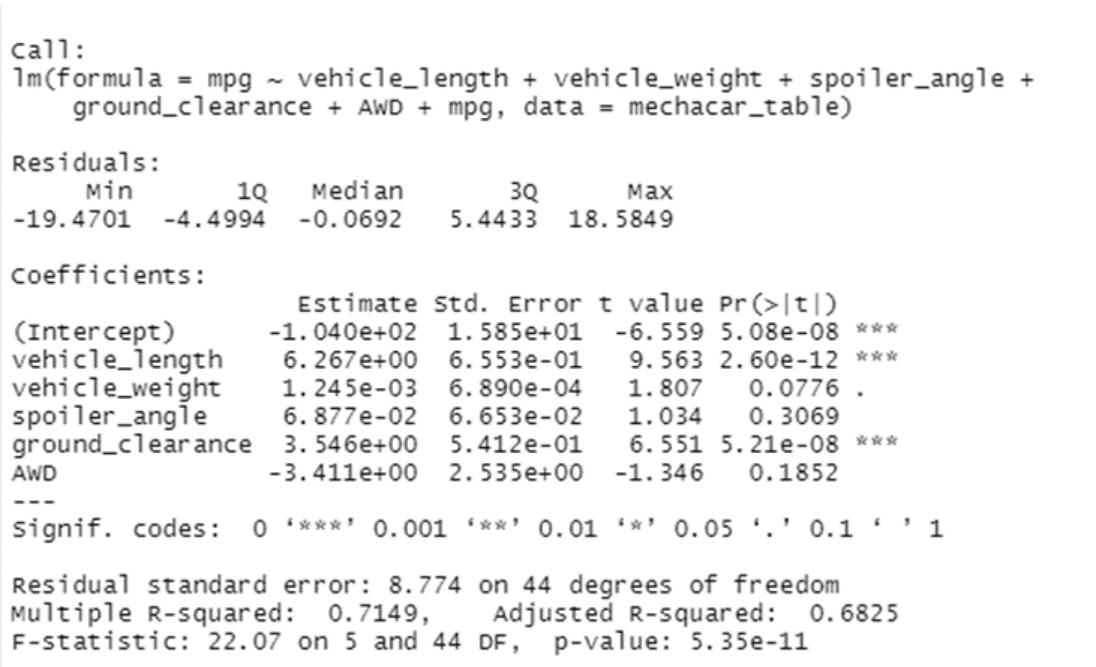 Call:
lm(formula = mpg ~ vehicle_length + vehicle_weight + spoiler_angle +
    ground_clearance + AWD + mpg, data = mechacar_table)

Residuals:
     Min       1Q   Median       3Q      Max
-19.4701  -4.4994  -0.0692   5.4433  18.5849

Coefficients:
                   Estimate Std. Error t value Pr(>|t|)
(Intercept)      -1.040e+02  1.585e+01  -6.559 5.08e-08 ***
vehicle_length    6.267e+00  6.553e-01   9.563 2.60e-12 ***
vehicle_weight    1.245e-03  6.890e-04   1.807   0.0776 .
spoiler_angle     6.877e-02  6.653e-02   1.034   0.3069
ground_clearance  3.546e+00  5.412e-01   6.551 5.21e-08 ***
AWD              -3.411e+00  2.535e+00  -1.346   0.1852
---
Signif. codes:  0 ‘***’ 0.001 ‘**’ 0.01 ‘*’ 0.05 ‘.’ 0.1 ‘ ’ 1

Residual standard error: 8.774 on 44 degrees of freedom
Multiple R-squared:  0.7149,    Adjusted R-squared:  0.6825
F-statistic: 22.07 on 5 and 44 DF,  p-value: 5.35e-11